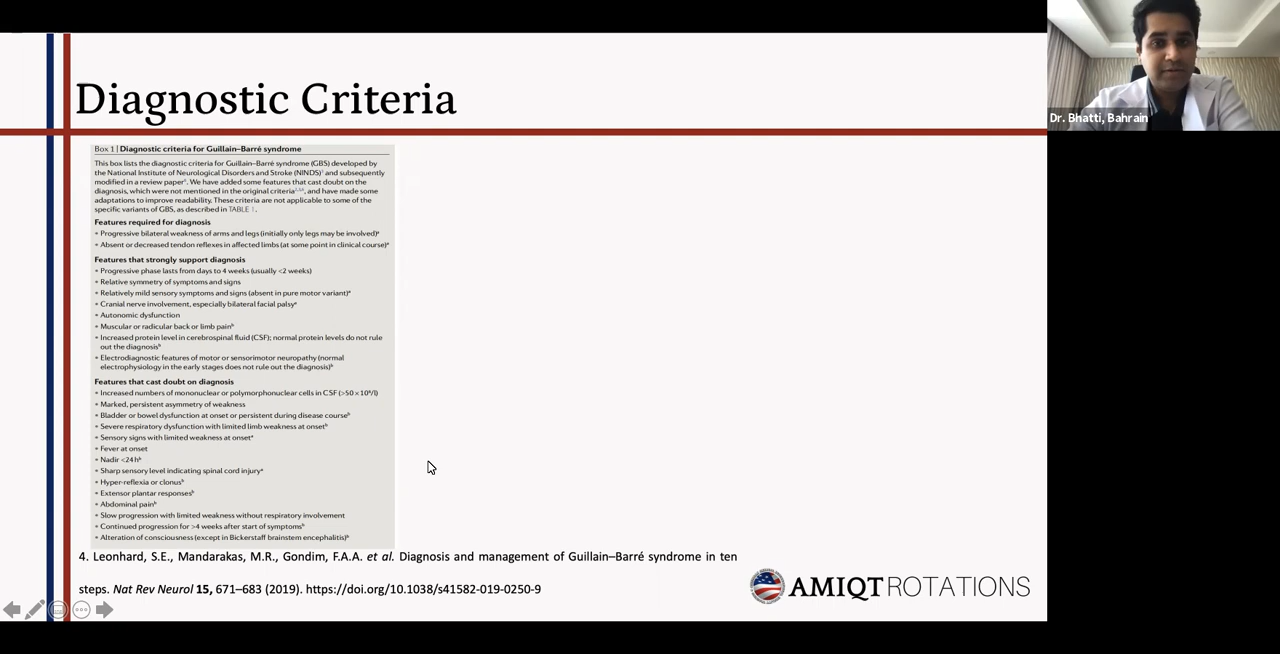 Diagnostic Criteria
Box 1 | Diagnostic criteria for Guillain–Barré syndrome
This box lists the diagnostic criteria for Guillain–Barré syndrome (GBS) developed by
the National Institute of Neurological Disorders and Stroke (NINDS) and subsequently
modified in a review paper. We have added some features that cast doubt on the
diagnosis, which were not mentioned in the original criteria, and have made some
adaptations to improve readability. These criteria are not applicable to some of the
specific variants of GBS, as described in TABLE 1.
Features required for diagnosis
• Progressive bilateral weakness of arms and legs (initially only legs may be involved)ᵃ
• Absent or decreased tendon reflexes in affected limbs (at some point in clinical course)ᵃ
Features that strongly support diagnosis
• Progressive phase lasts from days to 4 weeks (usually <2 weeks)
• Relative symmetry of symptoms and signs
• Relatively mild sensory symptoms and signs (absent in pure motor variant)ᵃ
• Cranial nerve involvement, especially bilateral facial palsyᵃ
• Autonomic dysfunction
• Muscular or radicular back or limb painᵇ
• Increased protein level in cerebrospinal fluid (CSF); normal protein levels do not rule
out the diagnosisᵇ
• Electrodiagnostic features of motor or sensorimotor neuropathy (normal
electrophysiology in the early stages does not rule out the diagnosis)ᵇ
Features that cast doubt on diagnosis
• Increased numbers of mononuclear or polymorphonuclear cells in CSF (>50 × 10⁶/l)
• Marked, persistent asymmetry of weakness
• Bladder or bowel dysfunction at onset or persistent during disease courseᵇ
• Severe respiratory dysfunction with limited limb weakness at onsetᵇ
• Sensory signs with limited weakness at onsetᵃ
• Fever at onset
• Nadir <24 hᵇ
• Sharp sensory level indicating spinal cord injuryᵃ
• Hyper-reflexia or clonusᵇ
• Extensor plantar responsesᵇ
• Abdominal painᵇ
• Slow progression with limited weakness without respiratory involvement
• Continued progression for >4 weeks after start of symptomsᵇ
• Alteration of consciousness (except in Bickerstaff brainstem encephalitis)ᵇ
4. Leonhard, S.E., Mandarakas, M.R., Gondim, F.A.A. et al. Diagnosis and management of Guillain–Barré syndrome in ten
steps. Nat Rev Neurol 15, 671–683 (2019). https://doi.org/10.1038/s41582-019-0250-9
AMIQT ROTATIONS
Dr. Bhatti, Bahrain